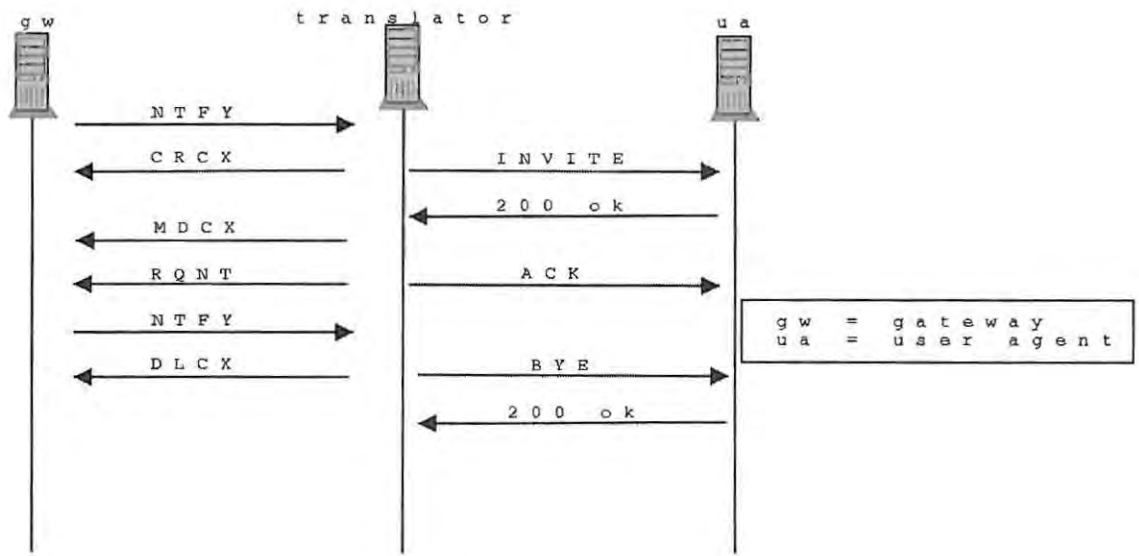 gw
translator
ua
NTFY
CRCX
INVITE
200 ok
MDCX
RQNT
ACK
NTFY
gw = gateway
ua = user agent
DLCX
BYE
200 ok